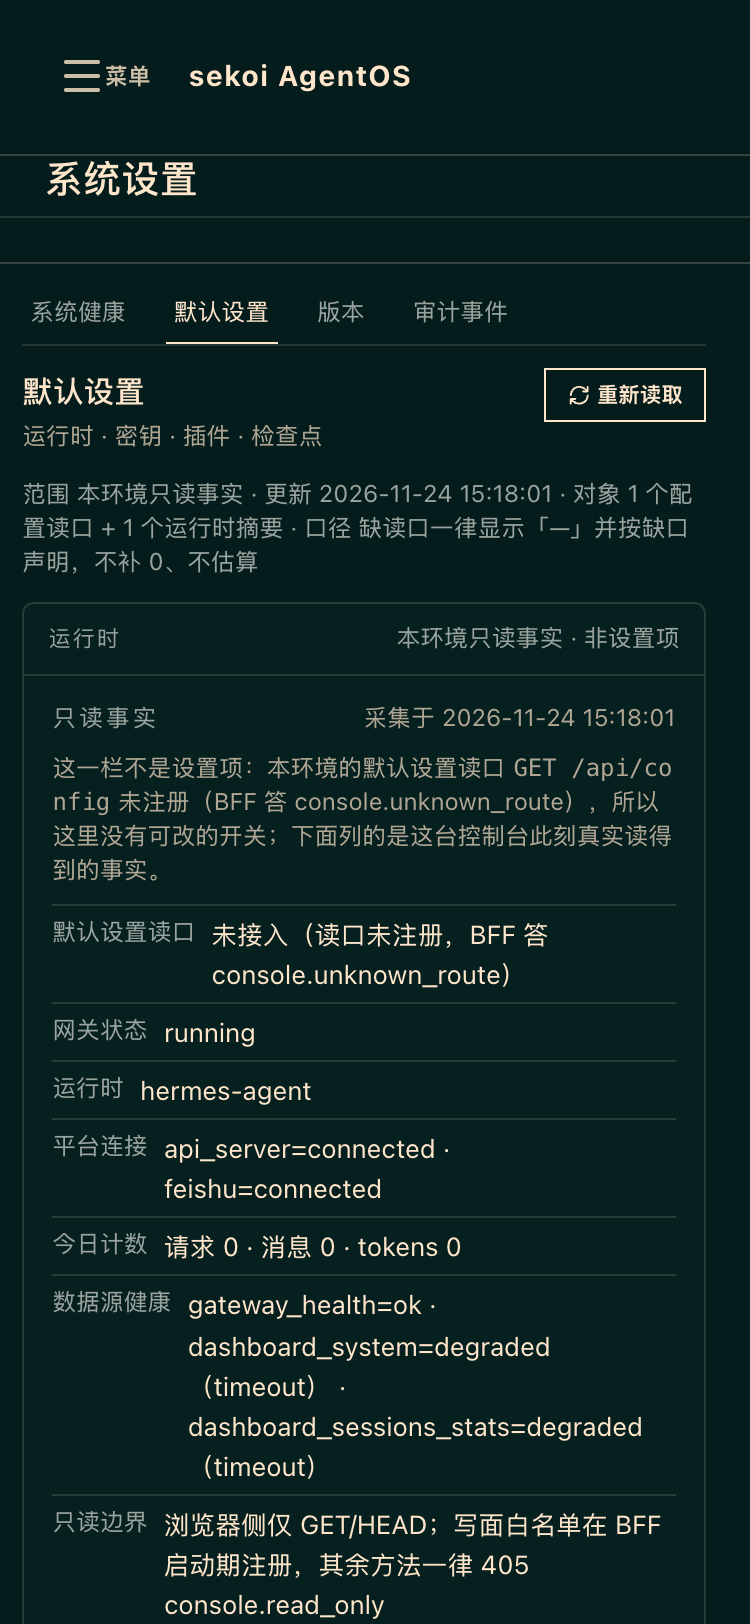 菜单 sekoi AgentOS
系统设置
系统健康 默认设置 版本 审计事件
默认设置
重新读取
运行时 · 密钥 · 插件 · 检查点
范围 本环境只读事实 · 更新 2026-11-24 15:18:01 · 对象 1 个配
置读口 + 1 个运行时摘要 · 口径 缺读口一律显示「—」并按缺口
声明，不补 0、不估算
运行时 本环境只读事实 · 非设置项
只读事实 采集于 2026-11-24 15:18:01
这一栏不是设置项：本环境的默认设置读口 GET /api/co
nfig 未注册（BFF 答 console.unknown_route），所以
这里没有可改的开关；下面列的是这台控制台此刻真实读得
到的事实。
默认设置读口 未接入（读口未注册，BFF 答
console.unknown_route）
网关状态 running
运行时 hermes-agent
平台连接 api_server=connected ·
feishu=connected
今日计数 请求 0 · 消息 0 · tokens 0
数据源健康 gateway_health=ok ·
dashboard_system=degraded
（timeout） ·
dashboard_sessions_stats=degraded
（timeout）
只读边界 浏览器侧仅 GET/HEAD；写面白名单在 BFF
启动期注册，其余方法一律 405
console.read_only